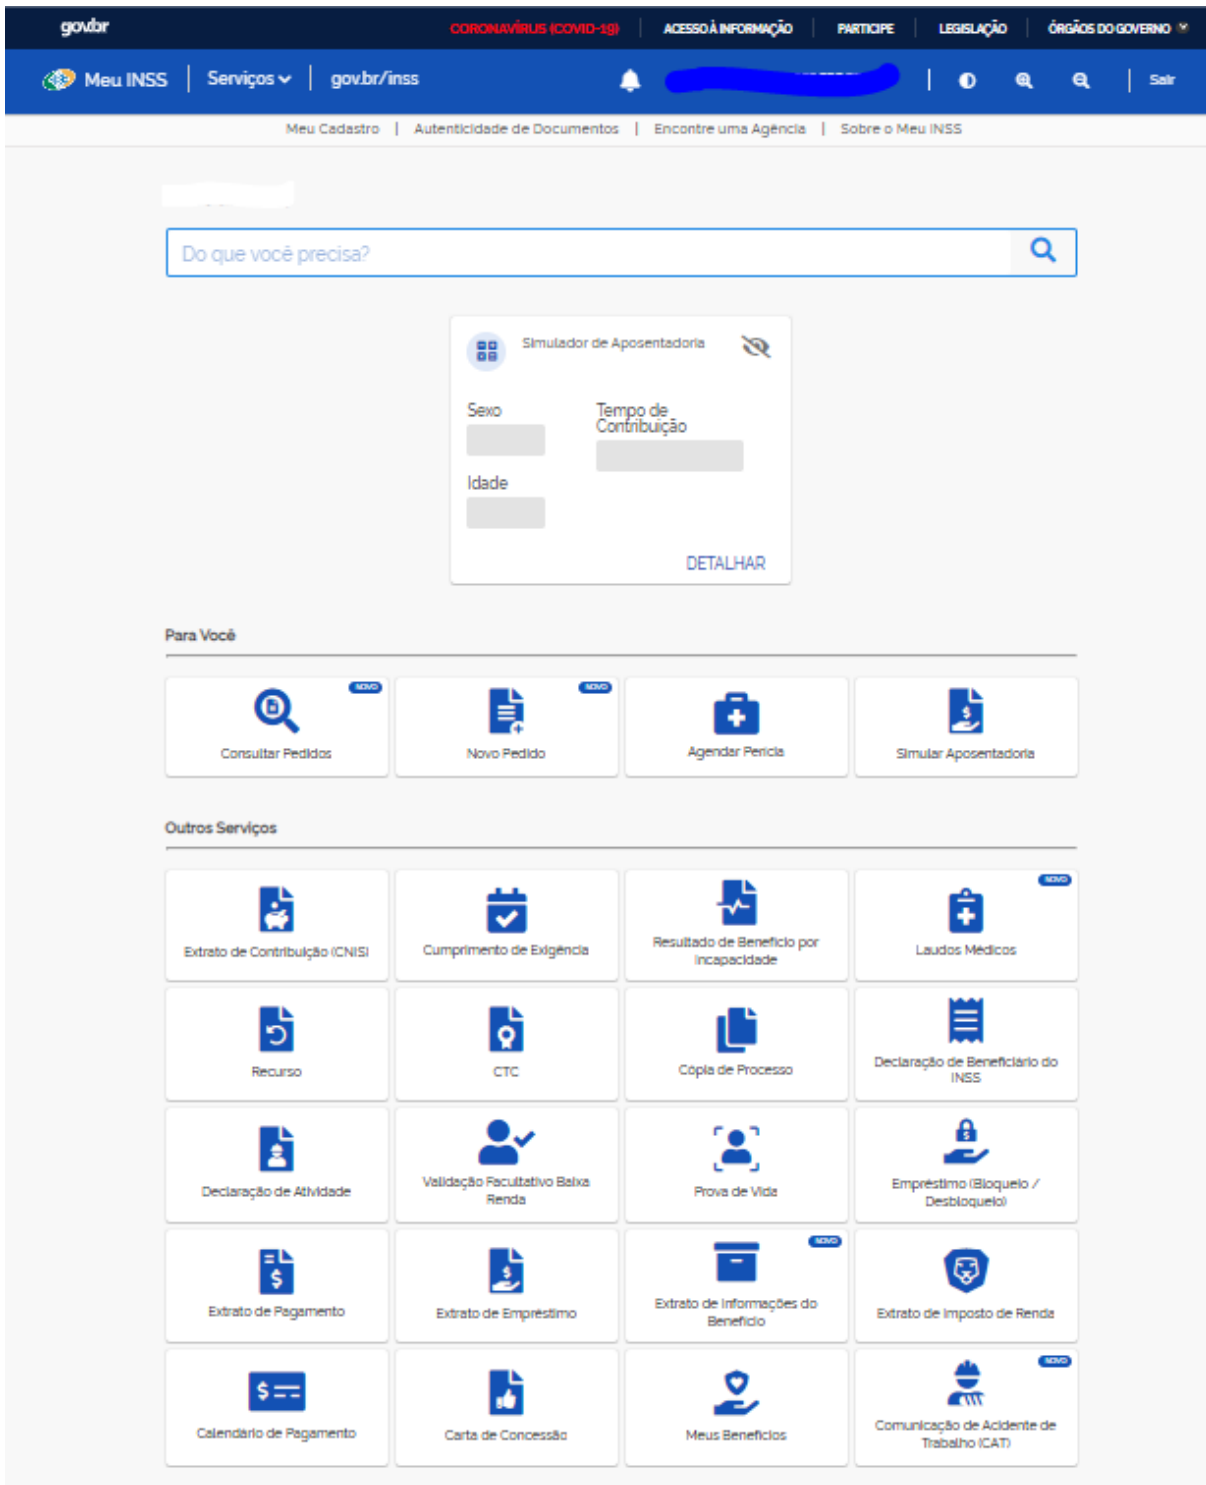 govbr CORONAVÍRUS (COVID-19) ACESSO À INFORMAÇÃO PARTICIPE LEGISLAÇÃO ÓRGÃOS DO GOVERNO
Meu INSS Serviços gov.br/inss Sair
Meu Cadastro | Autenticidade de Documentos | Encontre uma Agência | Sobre o Meu INSS
Do que você precisa?
Simulador de Aposentadoria
Sexo
Tempo de
Contribuição
Idade
DETALHAR
Para Você
NOVO
Consultar Pedidos
NOVO
Novo Pedido
Agendar Perícia
Simular Aposentadoria
Outros Serviços
Extrato de Contribuição (CNIS)
Cumprimento de Exigência
Resultado de Benefício por
Incapacidade
NOVO
Laudos Médicos
Recurso
CTC
Cópia de Processo
Declaração de Beneficiário do
INSS
Declaração de Atividade
Validação Facultativo Baixa
Renda
Prova de Vida
Empréstimo (Bloqueio /
Desbloqueio)
Extrato de Pagamento
Extrato de Empréstimo
NOVO
Extrato de Informações do
Benefício
Extrato de Imposto de Renda
Calendário de Pagamento
Carta de Concessão
Meus Benefícios
NOVO
Comunicação de Acidente de
Trabalho (CAT)